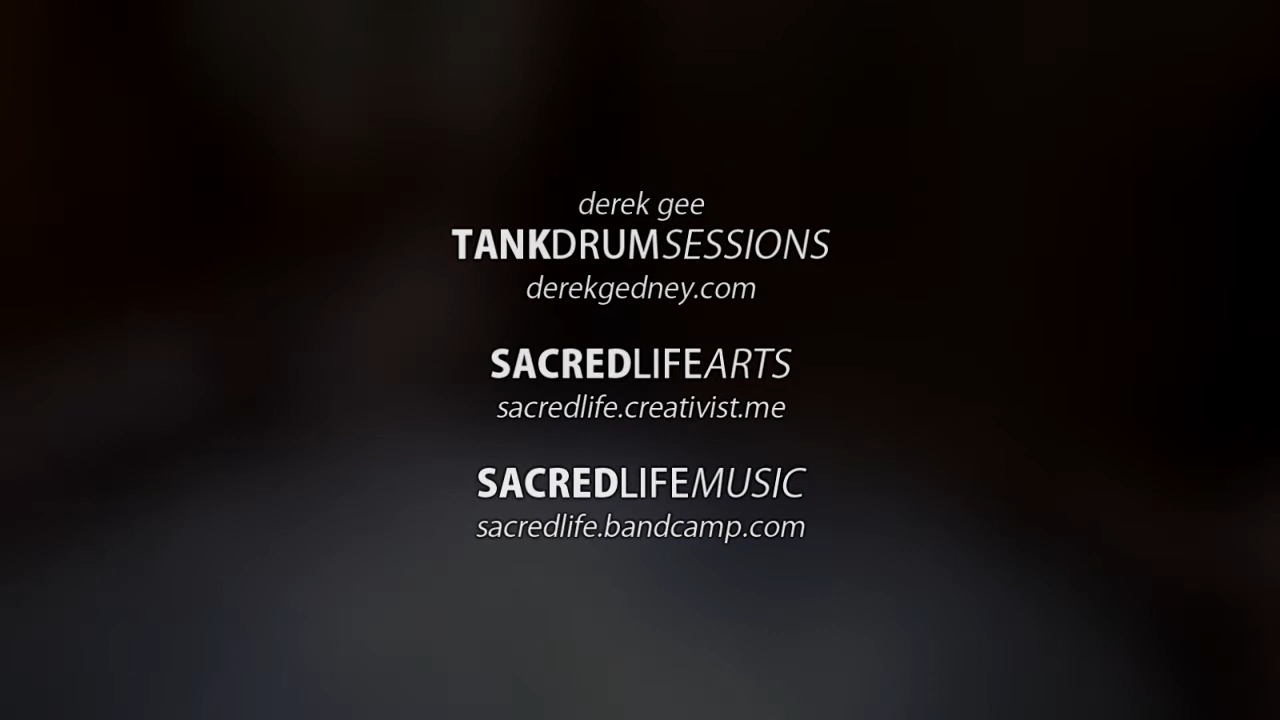 derek gee
TANKDRUMSESSIONS
derekgedney.com
SACREDLIFEARTS
sacredlife.creativist.me
SACREDLIFEMUSIC
sacredlife.bandcamp.com